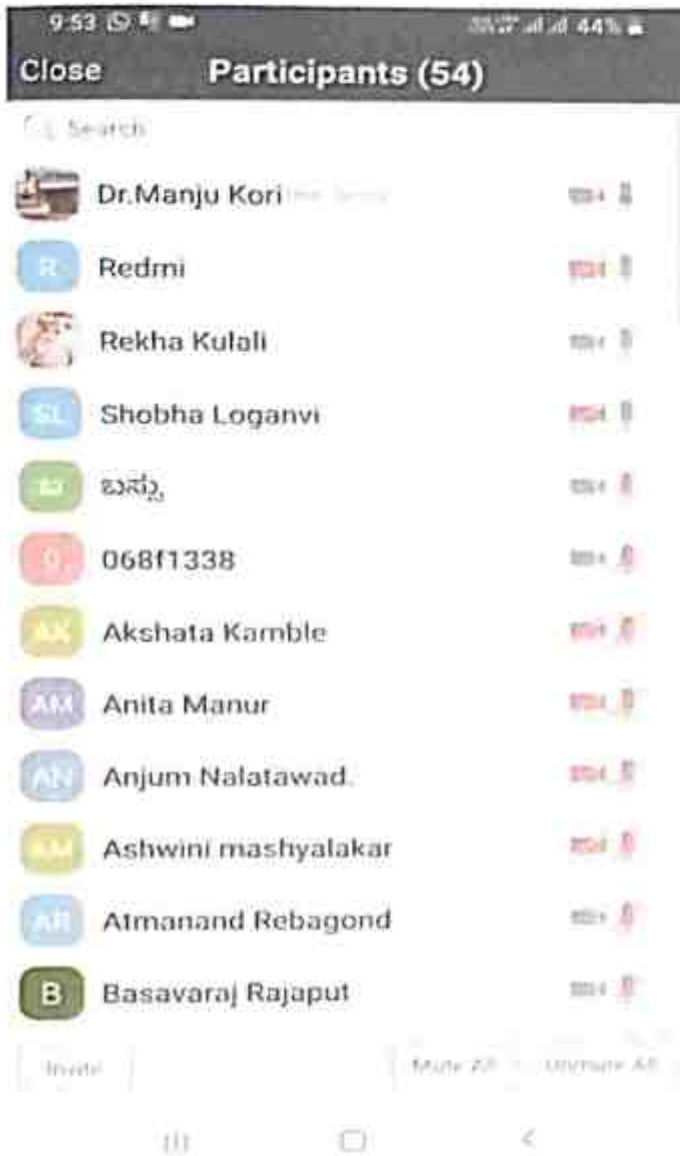 9:53 44%
Close Participants (54)
Search
Dr.Manju Kori
R Redmi
Rekha Kulali
SL Shobha Loganvi
ಬ ಬಸ್ಸು
0 068f1338
AK Akshata Kamble
AM Anita Manur
AN Anjum Nalatawad.
AM Ashwini mashyalakar
AR Atmanand Rebagond
B Basavaraj Rajaput
Invite Mute All Unmute All